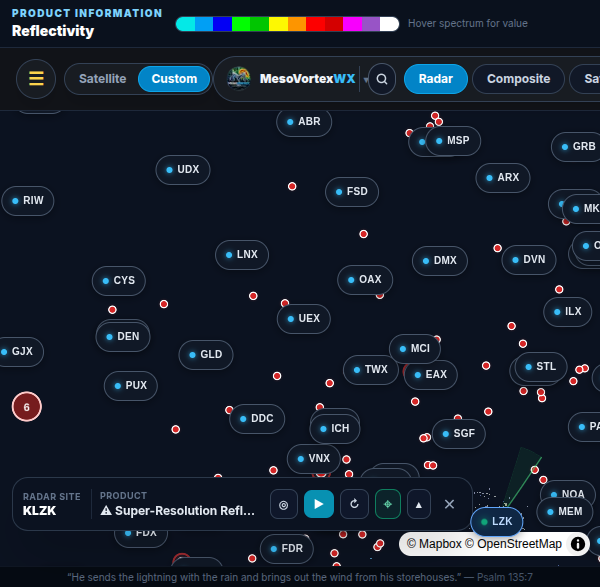 PRODUCT INFORMATION
Reflectivity
Hover spectrum for value
Satellite
Custom
MesoVortexWX
Radar
Composite
ABR
MSP
GRB
UDX
FSD
ARX
RIW
LNX
DMX
DVN
CYS
OAX
UEX
ILX
DEN
MCI
GJX
GLD
TWX
EAX
STL
PUX
6
DDC
ICH
SGF
VNX
RADAR SITE
KLZK
PRODUCT
⚠ Super-Resolution Refl...
NOA
MEM
LZK
FDX
FDR
© Mapbox © OpenStreetMap
"He sends the lightning with the rain and brings out the wind from his storehouses." — Psalm 135:7